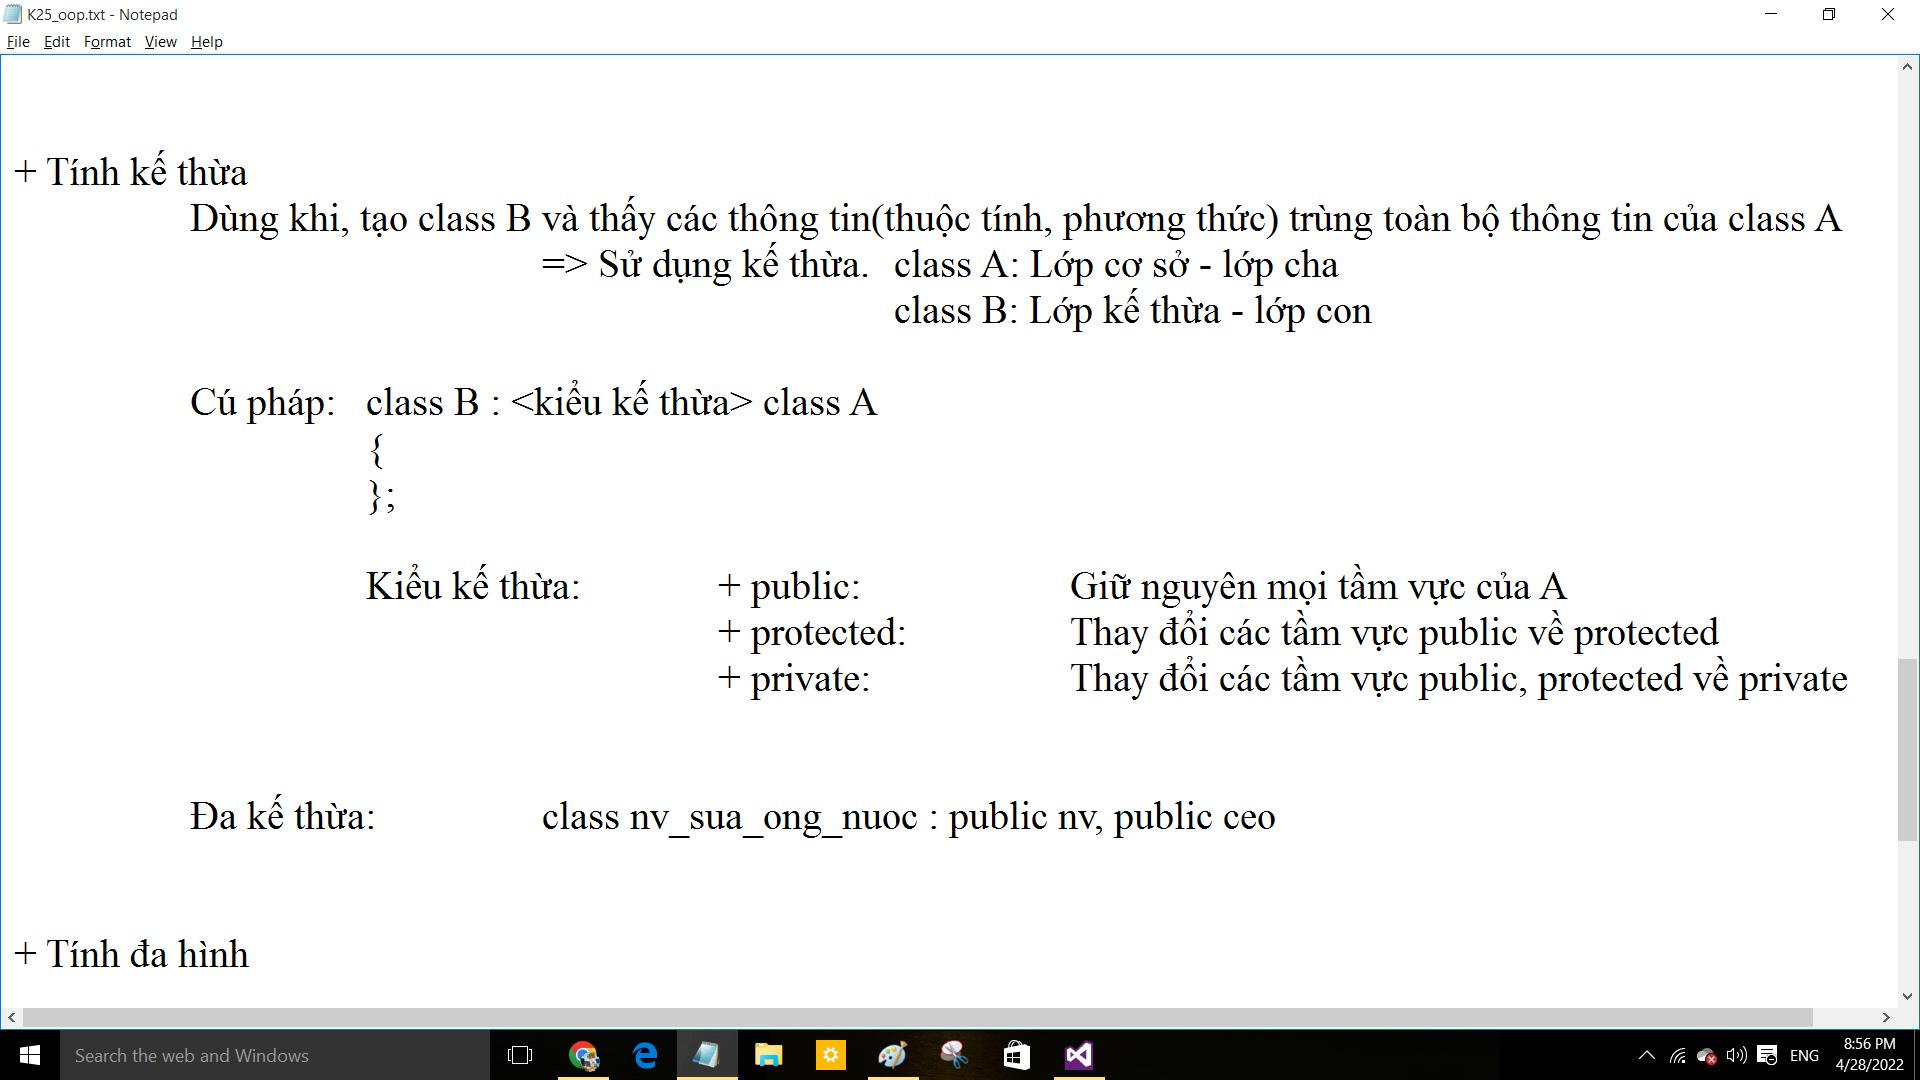 K25_oop.txt - Notepad
File Edit Format View Help
+ Tính kế thừa
Dùng khi, tạo class B và thấy các thông tin(thuộc tính, phương thức) trùng toàn bộ thông tin của class A
=> Sử dụng kế thừa. class A: Lớp cơ sở - lớp cha
class B: Lớp kế thừa - lớp con
Cú pháp: class B : <kiểu kế thừa> class A
{
};
Kiểu kế thừa: + public: Giữ nguyên mọi tầm vực của A
+ protected: Thay đổi các tầm vực public về protected
+ private: Thay đổi các tầm vực public, protected về private
Đa kế thừa: class nv_sua_ong_nuoc : public nv, public ceo
+ Tính đa hình
Search the web and Windows
ENG
8:56 PM
4/28/2022